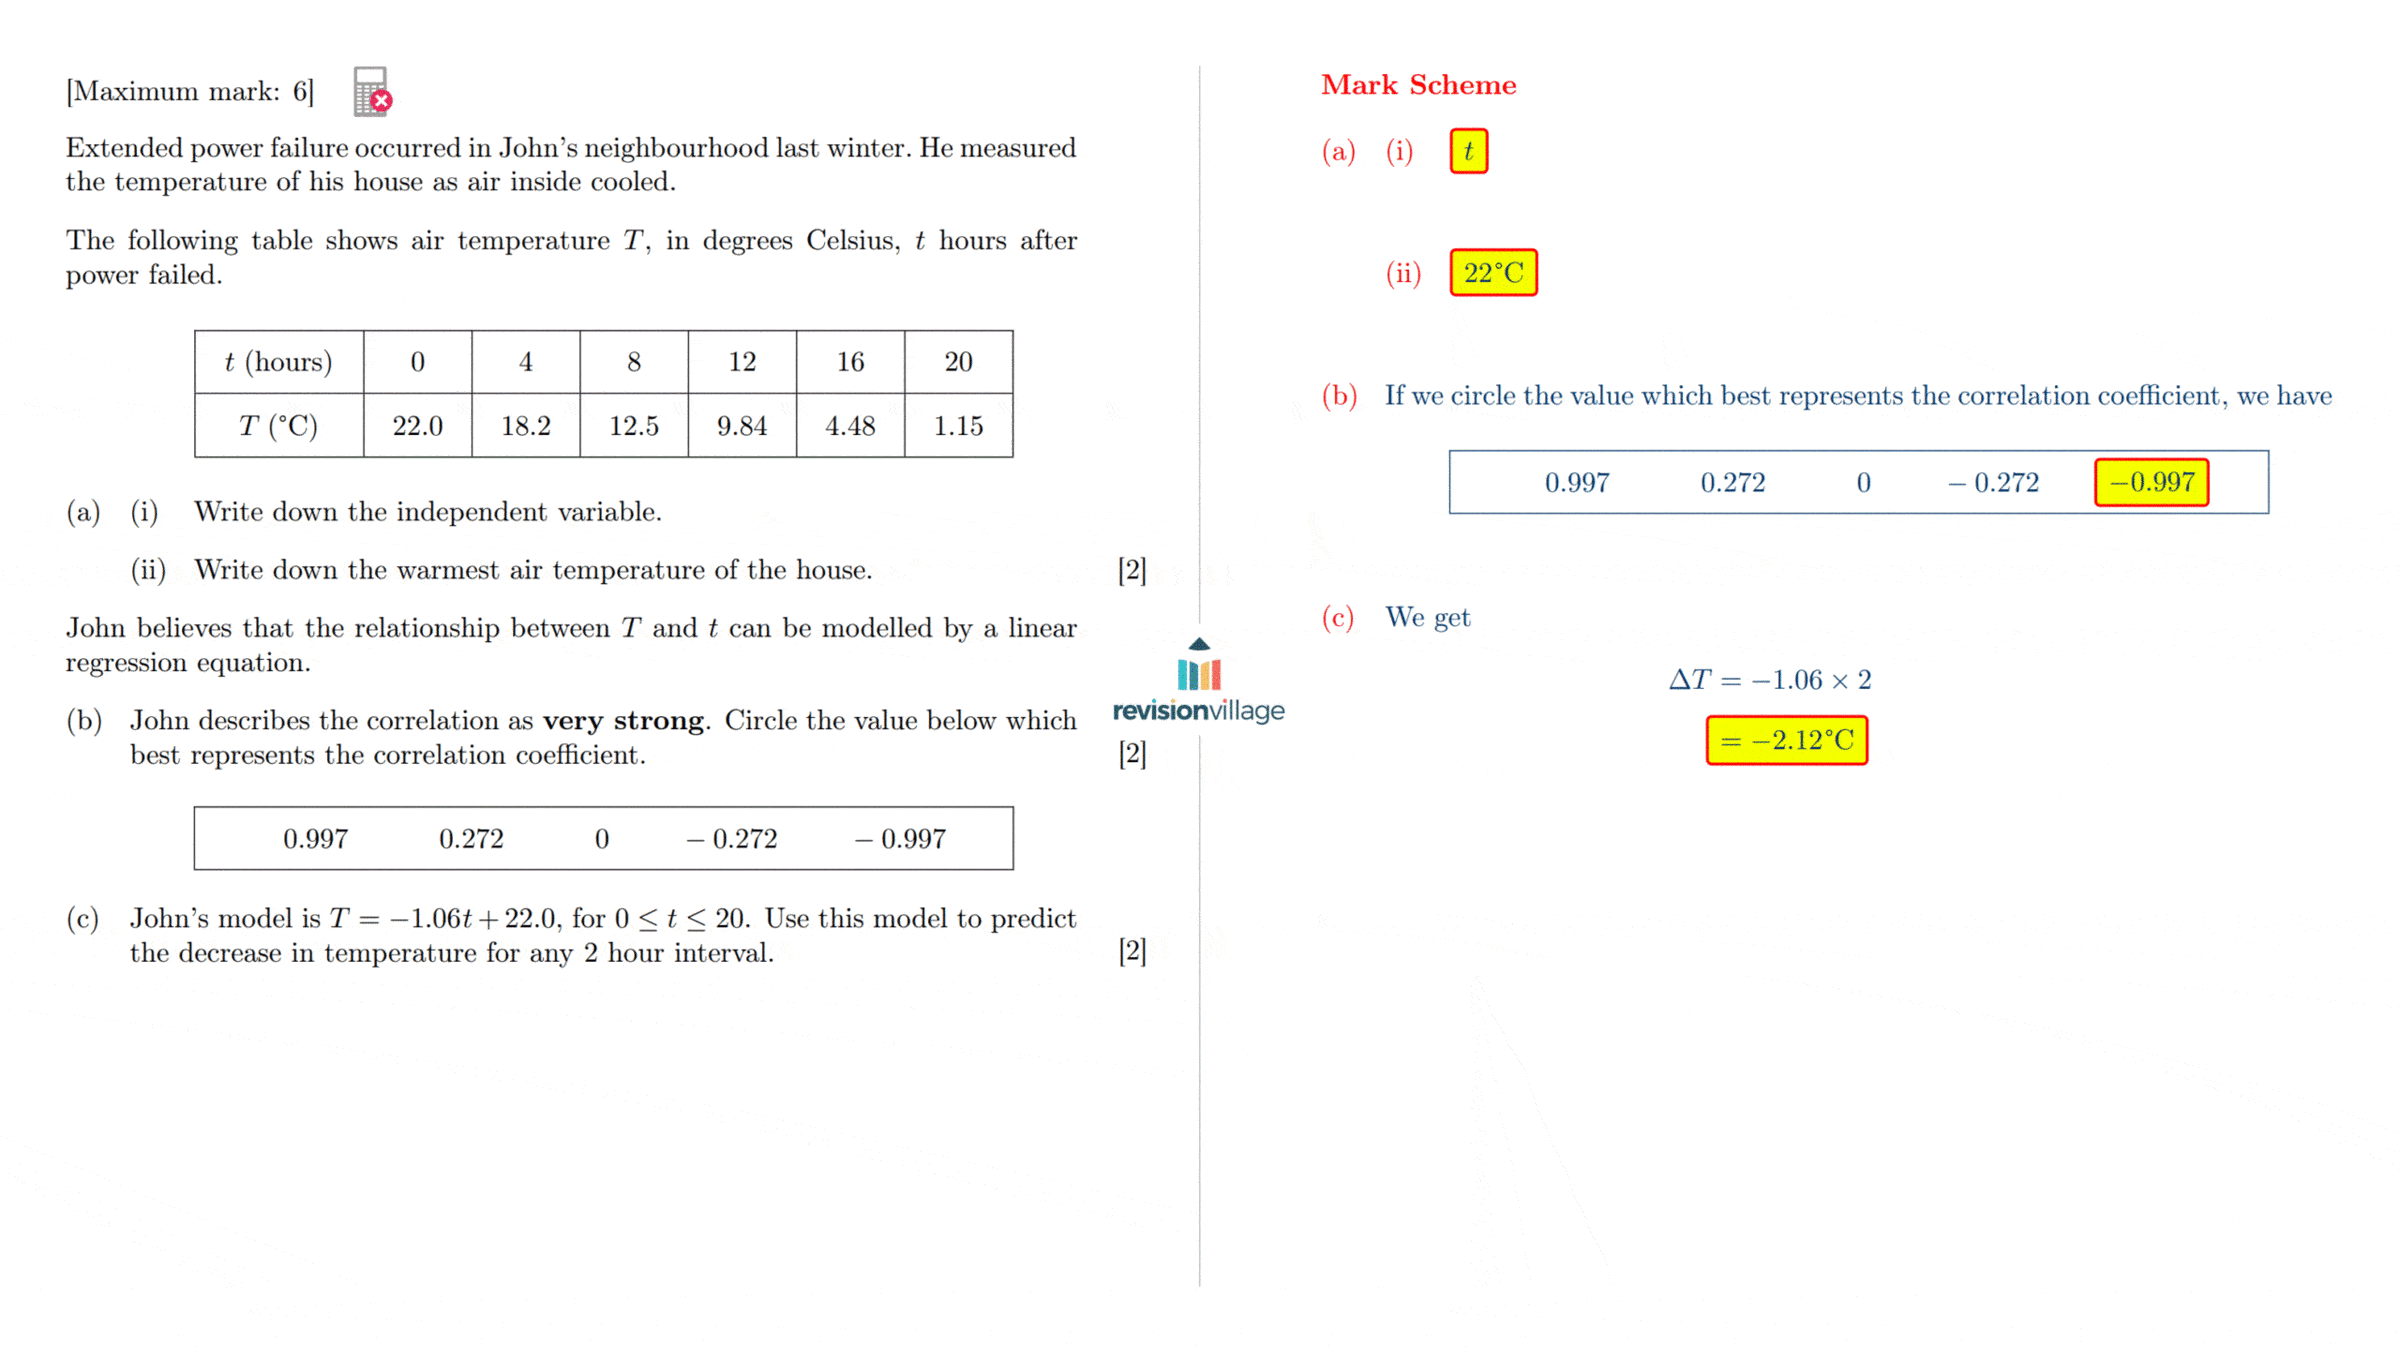 [Maximum mark: 6]
Extended power failure occurred in John's neighbourhood last winter. He measured
the temperature of his house as air inside cooled.
The following table shows air temperature T, in degrees Celsius, t hours after
power failed.
t (hours) 0 4 8 12 16 20
T (°C) 22.0 18.2 12.5 9.84 4.48 1.15
(a) (i) Write down the independent variable.
(ii) Write down the warmest air temperature of the house. [2]
John believes that the relationship between T and t can be modelled by a linear
regression equation.
(b) John describes the correlation as very strong. Circle the value below which
best represents the correlation coefficient. [2]
0.997 0.272 0 − 0.272 − 0.997
(c) John's model is T = −1.06t + 22.0, for 0 ≤ t ≤ 20. Use this model to predict
the decrease in temperature for any 2 hour interval. [2]
revisionvillage
Mark Scheme
(a) (i) t
(ii) 22°C
(b) If we circle the value which best represents the correlation coefficient, we have
0.997 0.272 0 − 0.272 −0.997
(c) We get
ΔT = −1.06 × 2
= −2.12°C